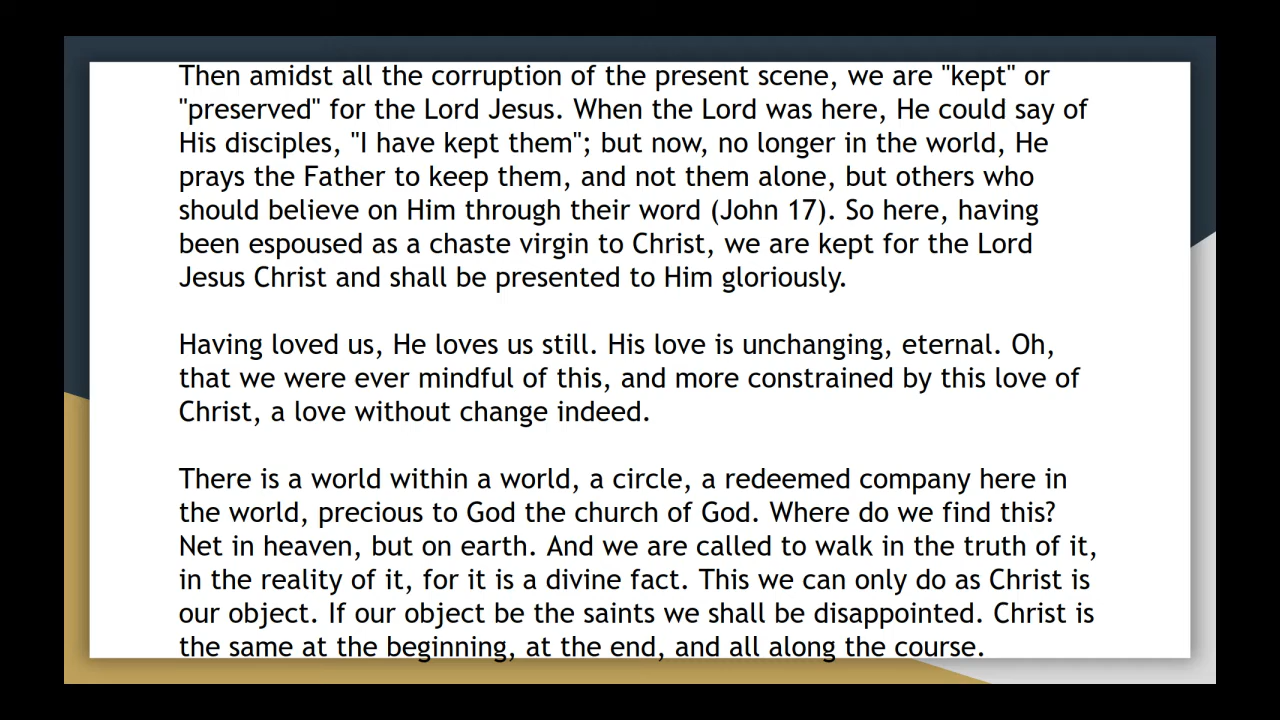 Then amidst all the corruption of the present scene, we are "kept" or
"preserved" for the Lord Jesus. When the Lord was here, He could say of
His disciples, "I have kept them"; but now, no longer in the world, He
prays the Father to keep them, and not them alone, but others who
should believe on Him through their word (John 17). So here, having
been espoused as a chaste virgin to Christ, we are kept for the Lord
Jesus Christ and shall be presented to Him gloriously.
Having loved us, He loves us still. His love is unchanging, eternal. Oh,
that we were ever mindful of this, and more constrained by this love of
Christ, a love without change indeed.
There is a world within a world, a circle, a redeemed company here in
the world, precious to God the church of God. Where do we find this?
Net in heaven, but on earth. And we are called to walk in the truth of it,
in the reality of it, for it is a divine fact. This we can only do as Christ is
our object. If our object be the saints we shall be disappointed. Christ is
the same at the beginning, at the end, and all along the course.